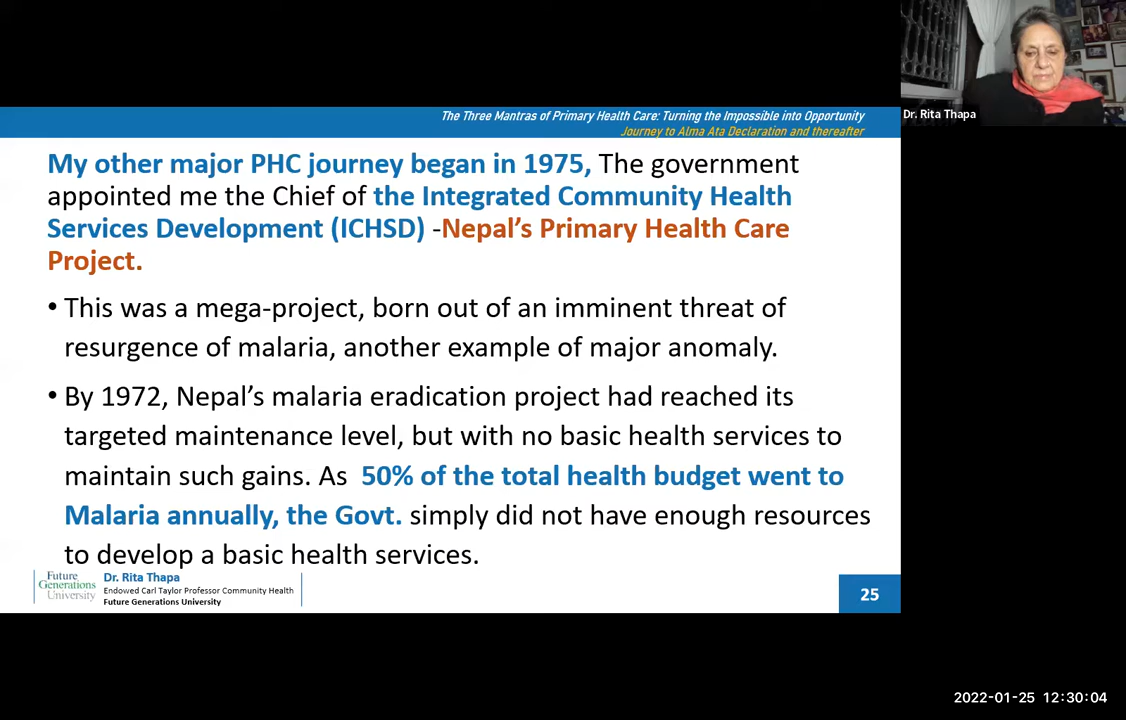 Dr. Rita Thapa
The Three Mantras of Primary Health Care: Turning the Impossible into Opportunity
Journey to Alma Ata Declaration and thereafter
My other major PHC journey began in 1975, The government
appointed me the Chief of the Integrated Community Health
Services Development (ICHSD) -Nepal’s Primary Health Care
Project.
• This was a mega-project, born out of an imminent threat of
resurgence of malaria, another example of major anomaly.
• By 1972, Nepal’s malaria eradication project had reached its
targeted maintenance level, but with no basic health services to
maintain such gains. As 50% of the total health budget went to
Malaria annually, the Govt. simply did not have enough resources
to develop a basic health services.
Future
Generations
University
Dr. Rita Thapa
Endowed Carl Taylor Professor Community Health
Future Generations University
25
2022-01-25 12:30:04